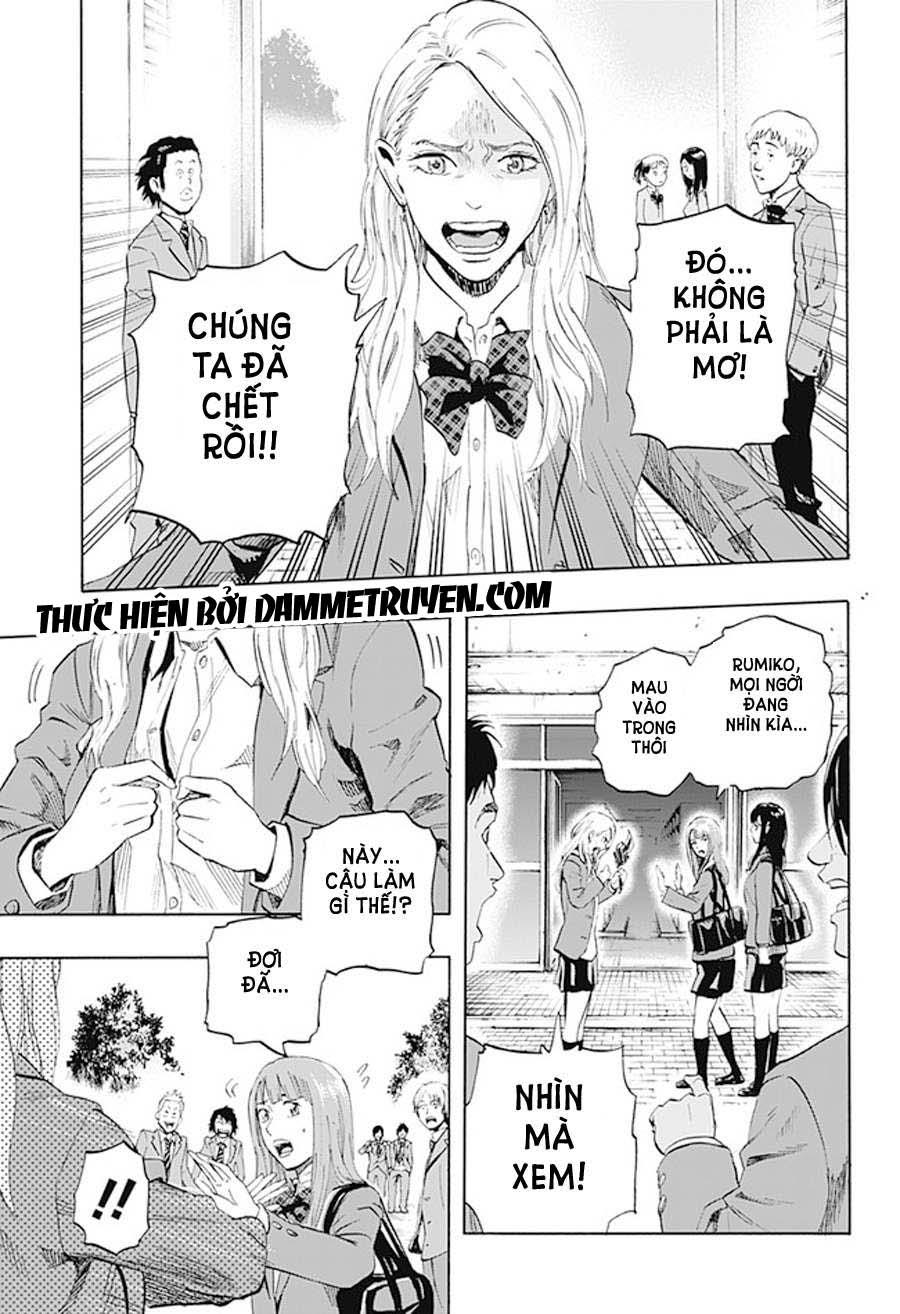 ĐÓ...
KHÔNG
PHẢI LÀ
MƠ!
CHÚNG
TA ĐÃ
CHẾT
RỒI!!
THỰC HIỆN BỞI DAMMETRUYEN.COM
RUMIKO,
MỌI NGỜI
ĐANG
NHÌN KÌA...
MAU
VÀO
TRONG
THÔI
NHÌN
MÀ
XEM!
NÀY...
CẬU LÀM
GÌ THẾ!?
ĐỢI
ĐÃ...
!!